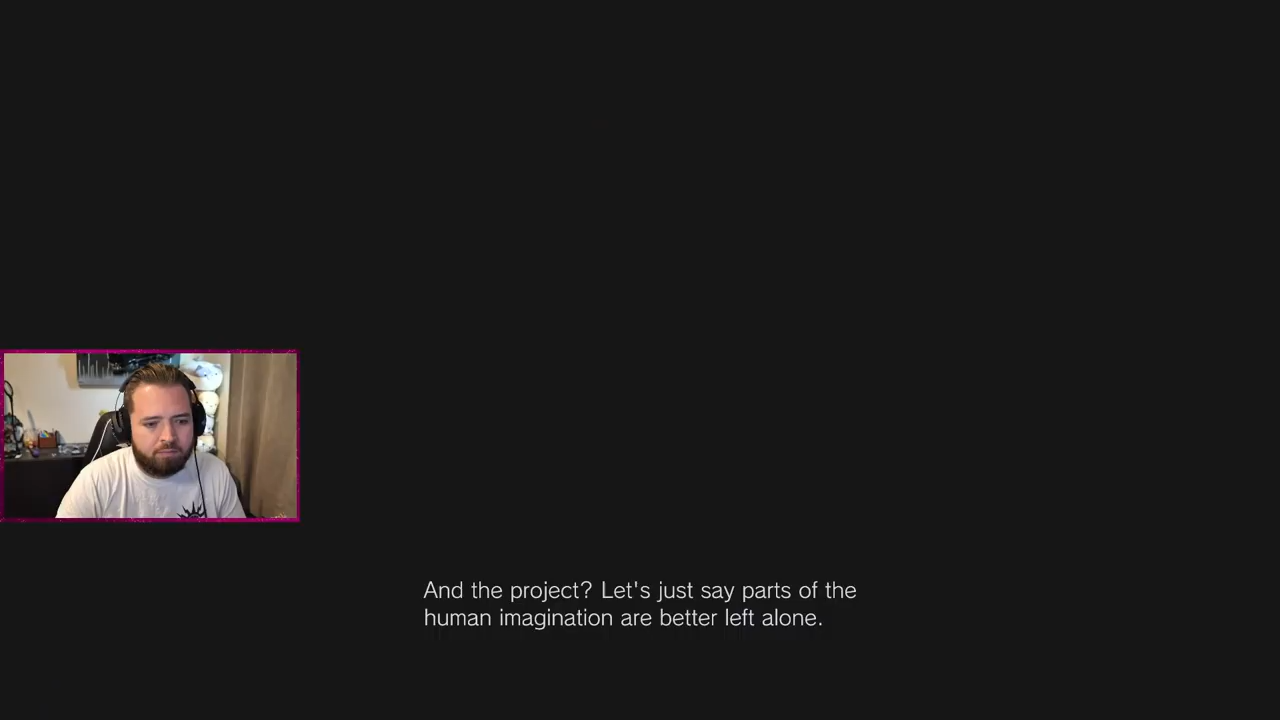 And the project? Let's just say parts of the
human imagination are better left alone.